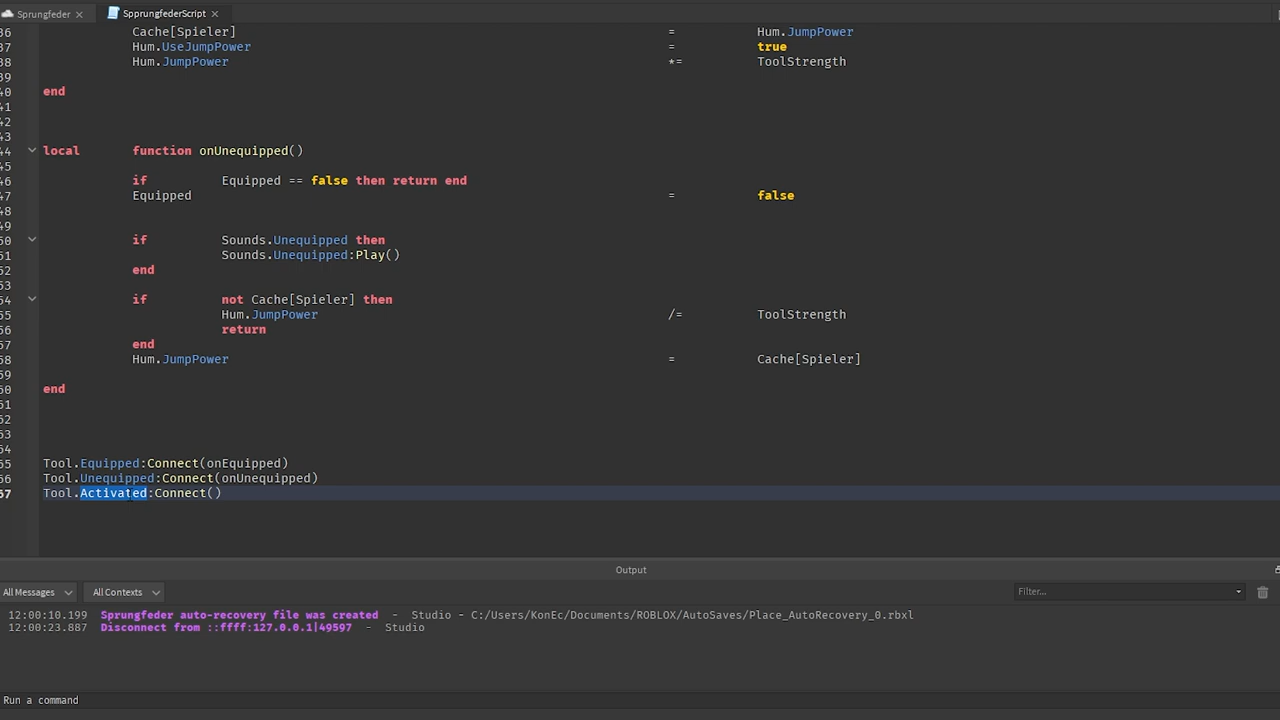 Sprungfeder
SpprungfederScript
36 Cache[Spieler] = Hum.JumpPower
37 Hum.UseJumpPower = true
38 Hum.JumpPower *= ToolStrength
39
40 end
41
42
43
44 local function onUnequipped()
45
46 if Equipped == false then return end
47 Equipped = false
48
49
50 if Sounds.Unequipped then
51 Sounds.Unequipped:Play()
52 end
53
54 if not Cache[Spieler] then
55 Hum.JumpPower /= ToolStrength
56 return
57 end
58 Hum.JumpPower = Cache[Spieler]
59
60 end
61
62
63
64
65 Tool.Equipped:Connect(onEquipped)
66 Tool.Unequipped:Connect(onUnequipped)
67 Tool.Activated:Connect()
Output
All Messages All Contexts Filter...
12:00:10.199 Sprungfeder auto-recovery file was created - Studio - C:/Users/KonEc/Documents/ROBLOX/AutoSaves/Place_AutoRecovery_0.rbxl
12:00:23.887 Disconnect from ::ffff:127.0.0.1|49597 - Studio
Run a command